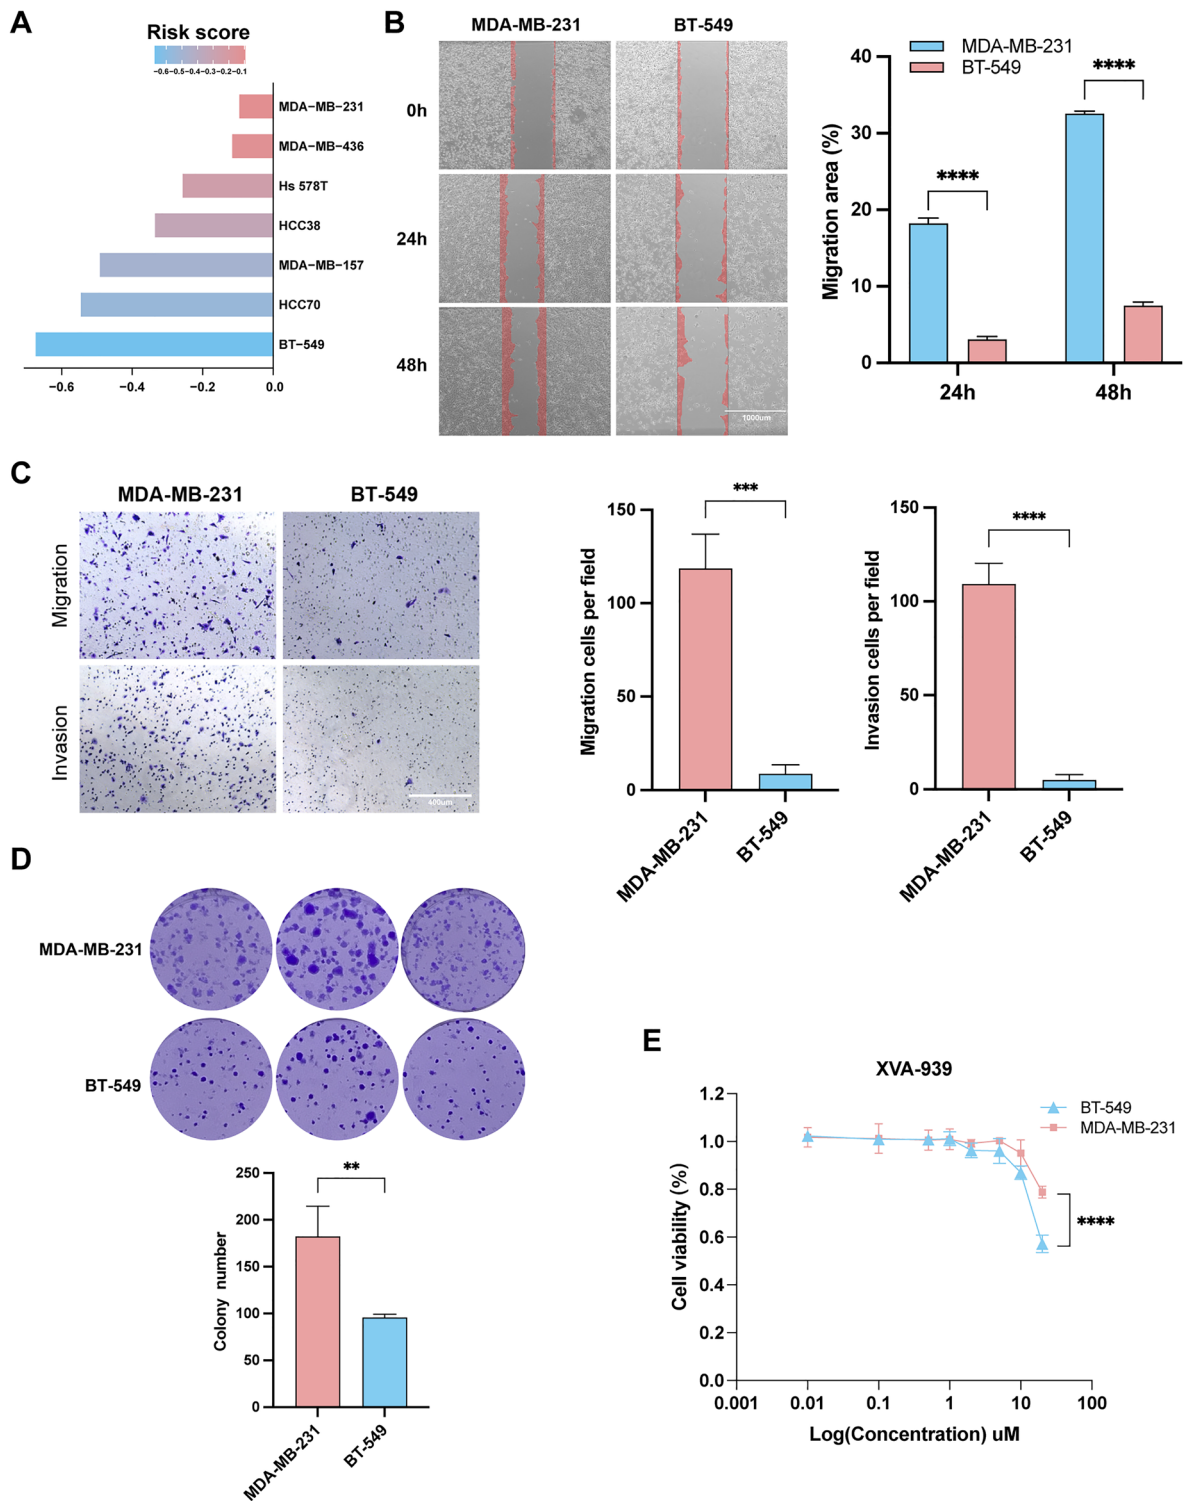 A
Risk score
−0.6−0.5−0.4−0.3−0.2−0.1
MDA−MB−231
MDA−MB−436
Hs 578T
HCC38
MDA−MB−157
HCC70
BT−549
−0.6
−0.4
−0.2
0.0
B
MDA-MB-231
BT-549
0h
24h
48h
1000um
MDA-MB-231
BT-549
Migration area (%)
40
30
20
10
0
****
****
24h
48h
C
MDA-MB-231
BT-549
Migration
Invasion
400um
Migration cells per field
150
100
50
0
***
MDA-MB-231
BT-549
Invasion cells per field
150
100
50
0
****
MDA-MB-231
BT-549
D
MDA-MB-231
BT-549
Colony number
250
200
150
100
50
0
**
MDA-MB-231
BT-549
E
XVA-939
BT-549
MDA-MB-231
Cell viability (%)
1.2
1.0
0.8
0.6
0.4
0.2
0.0
****
0.001
0.01
0.1
1
10
100
Log(Concentration) uM